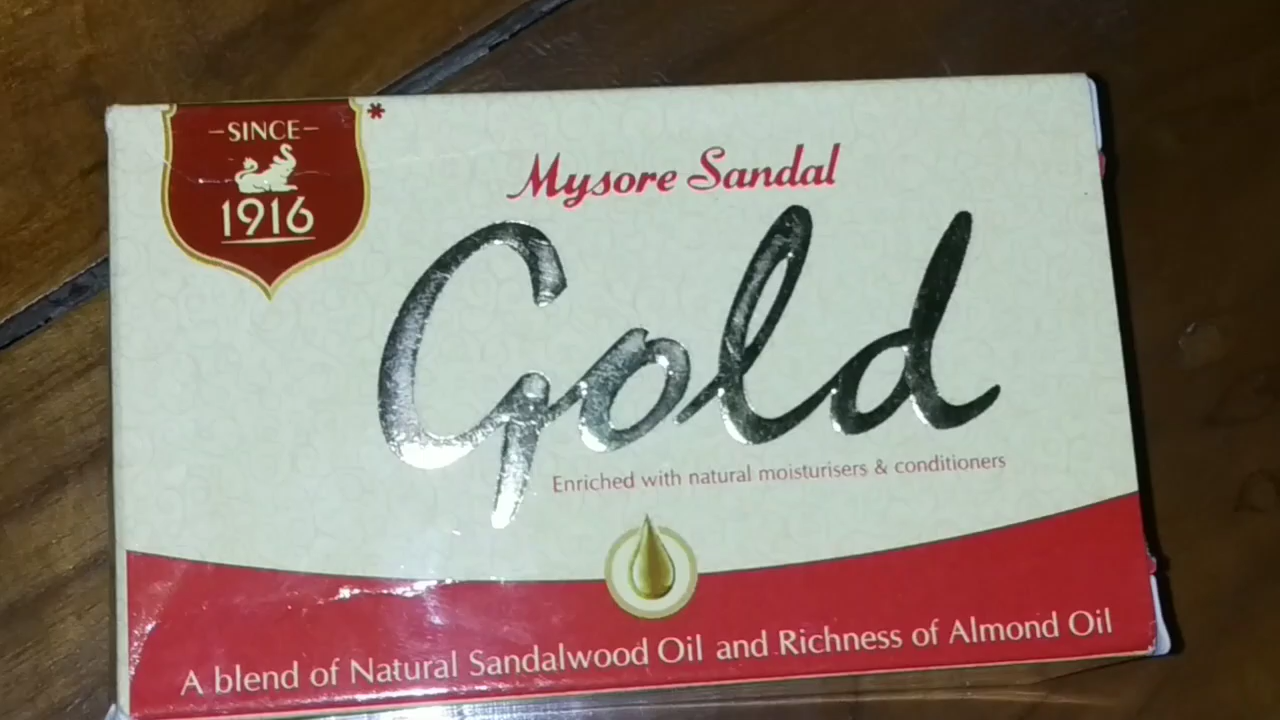 -SINCE-
1916
*
Mysore Sandal
Gold
Enriched with natural moisturisers & conditioners
A blend of Natural Sandalwood Oil and Richness of Almond Oil